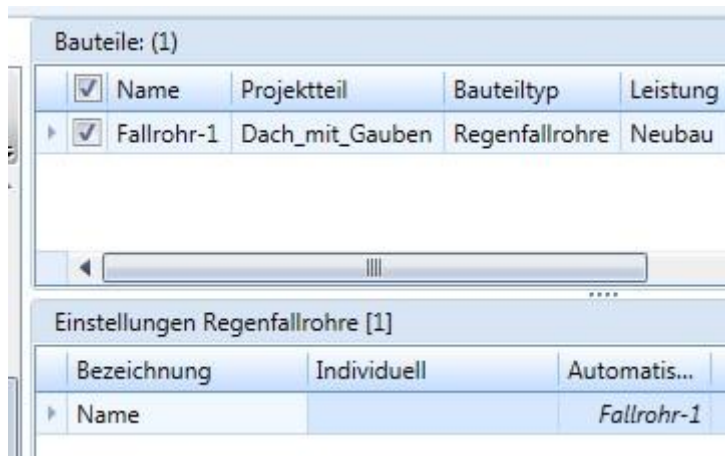 Bauteile: (1)
Name Projektteil Bauteiltyp Leistung
Fallrohr-1 Dach_mit_Gauben Regenfallrohre Neubau
Einstellungen Regenfallrohre [1]
Bezeichnung Individuell Automatis...
Name Fallrohr-1